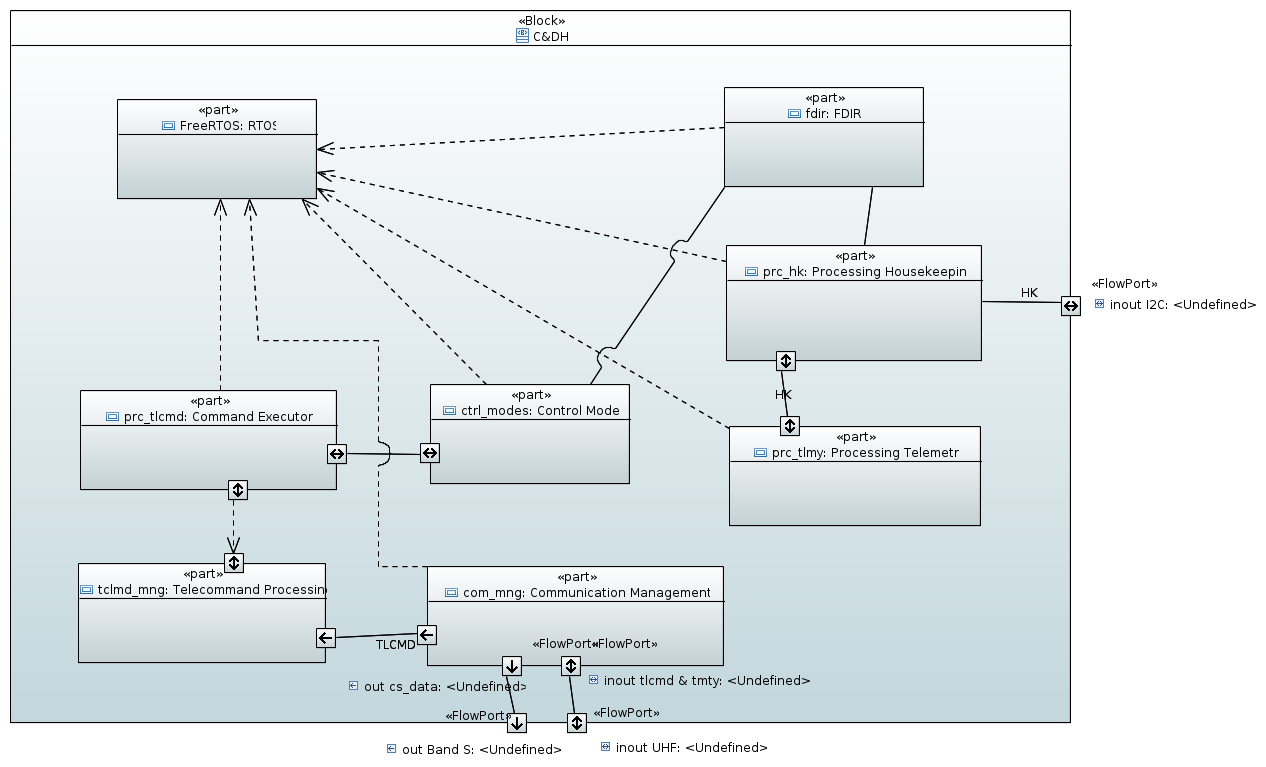 «Block»
C&DH
«part»
FreeRTOS: RTOS
«part»
fdir: FDIR
«part»
prc_hk: Processing Housekeepin
HK
«FlowPort»
inout I2C: <Undefined>
HK
«part»
prc_tlcmd: Command Executor
«part»
ctrl_modes: Control Mode
«part»
prc_tlmy: Processing Telemetr
«part»
tclmd_mng: Telecommand Processin
«part»
com_mng: Communication Management
TLCMD
«FlowPort»
«FlowPort»
out cs_data: <Undefined>
inout tlcmd & tmty: <Undefined>
«FlowPort»
«FlowPort»
out Band S: <Undefined>
inout UHF: <Undefined>